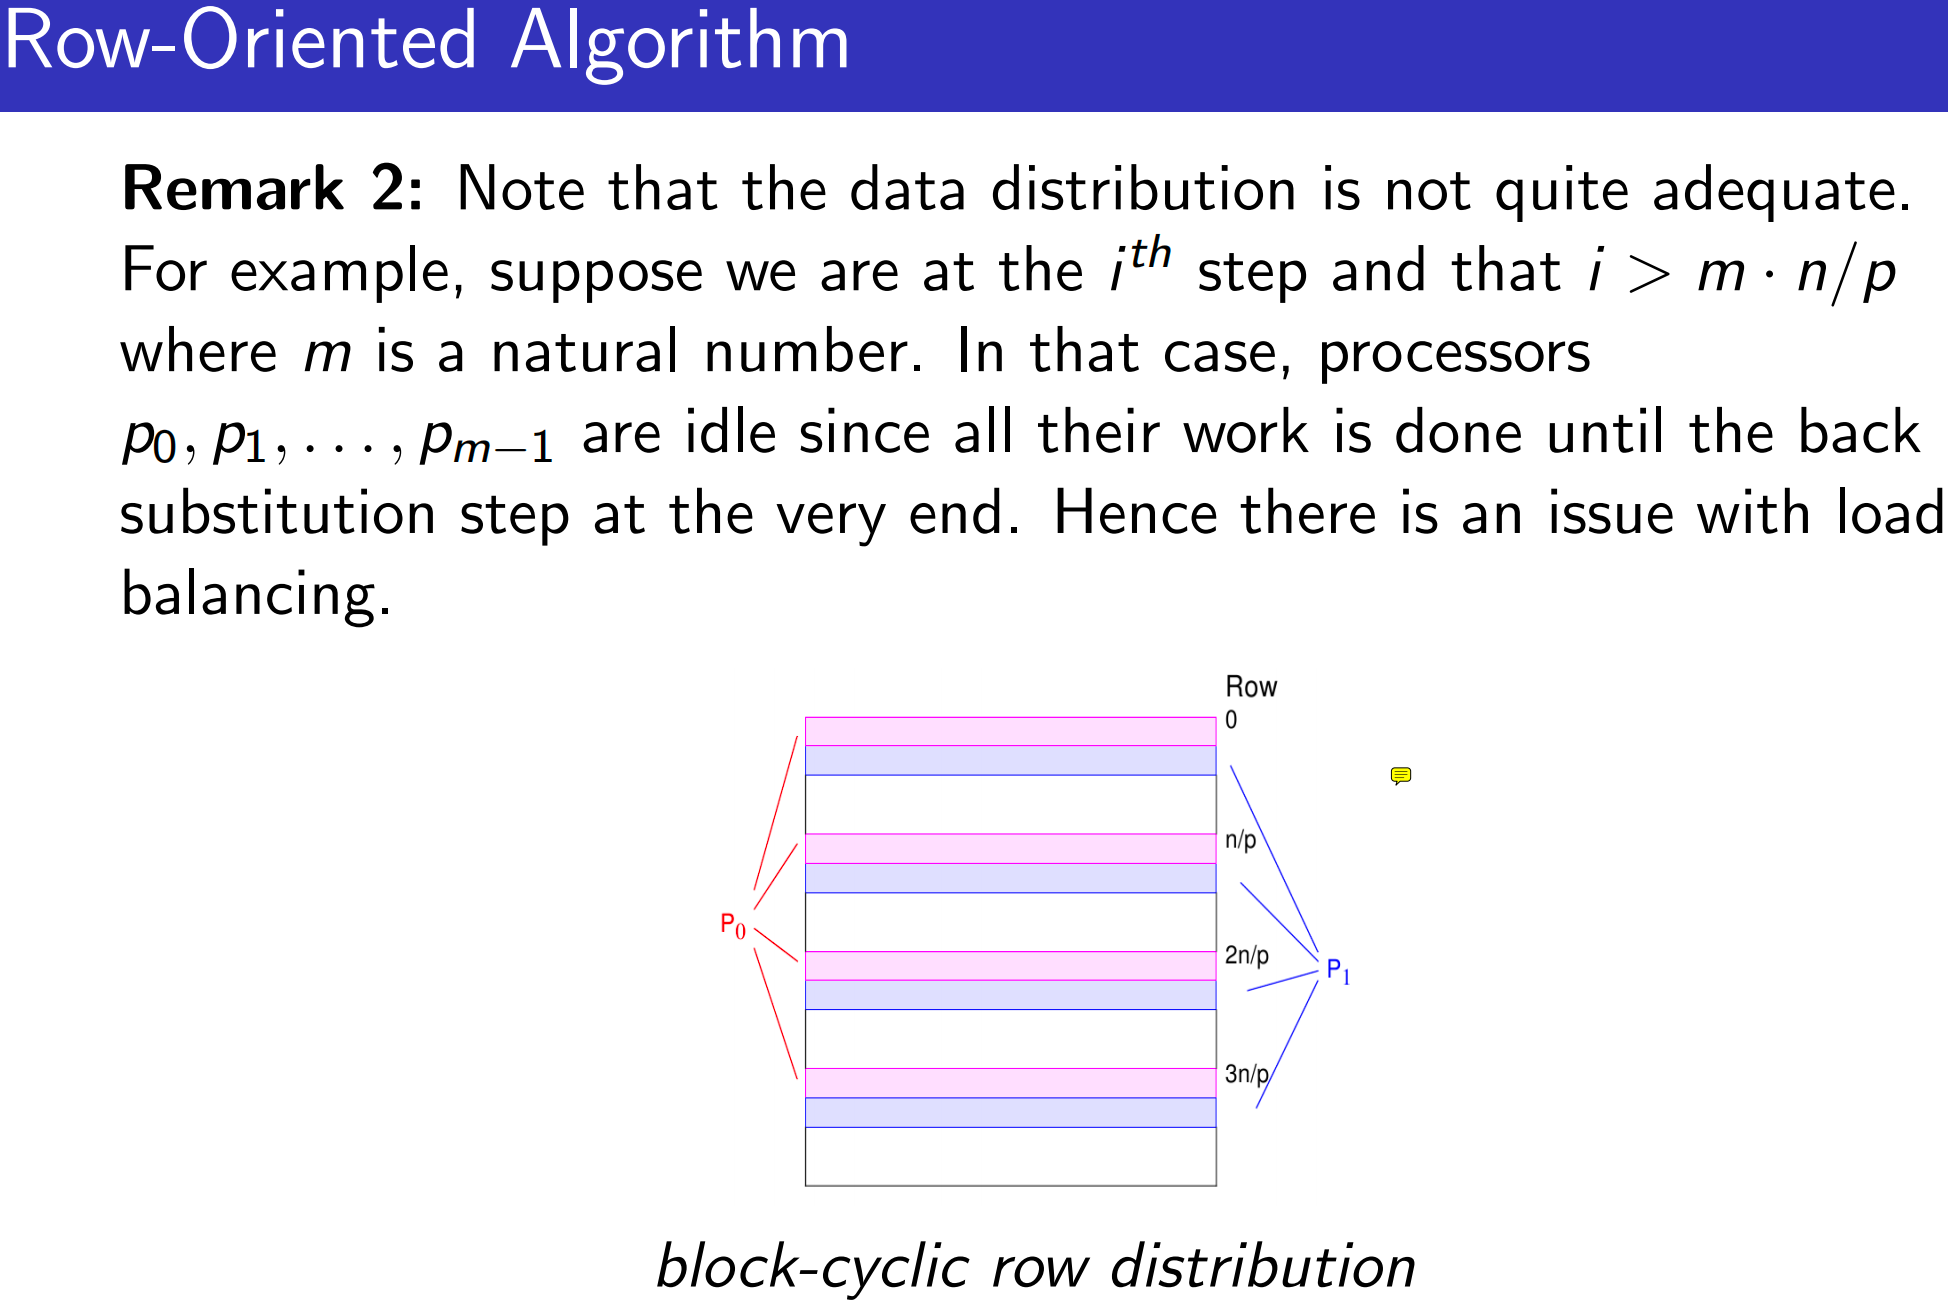 Row-Oriented Algorithm
Remark 2: Note that the data distribution is not quite adequate.
For example, suppose we are at the i^th step and that i > m · n/p
where m is a natural number. In that case, processors
p_0, p_1, . . . , p_{m−1} are idle since all their work is done until the back
substitution step at the very end. Hence there is an issue with load
balancing.
Row
0
n/p
P_0
2n/p
P_1
3n/p
block-cyclic row distribution